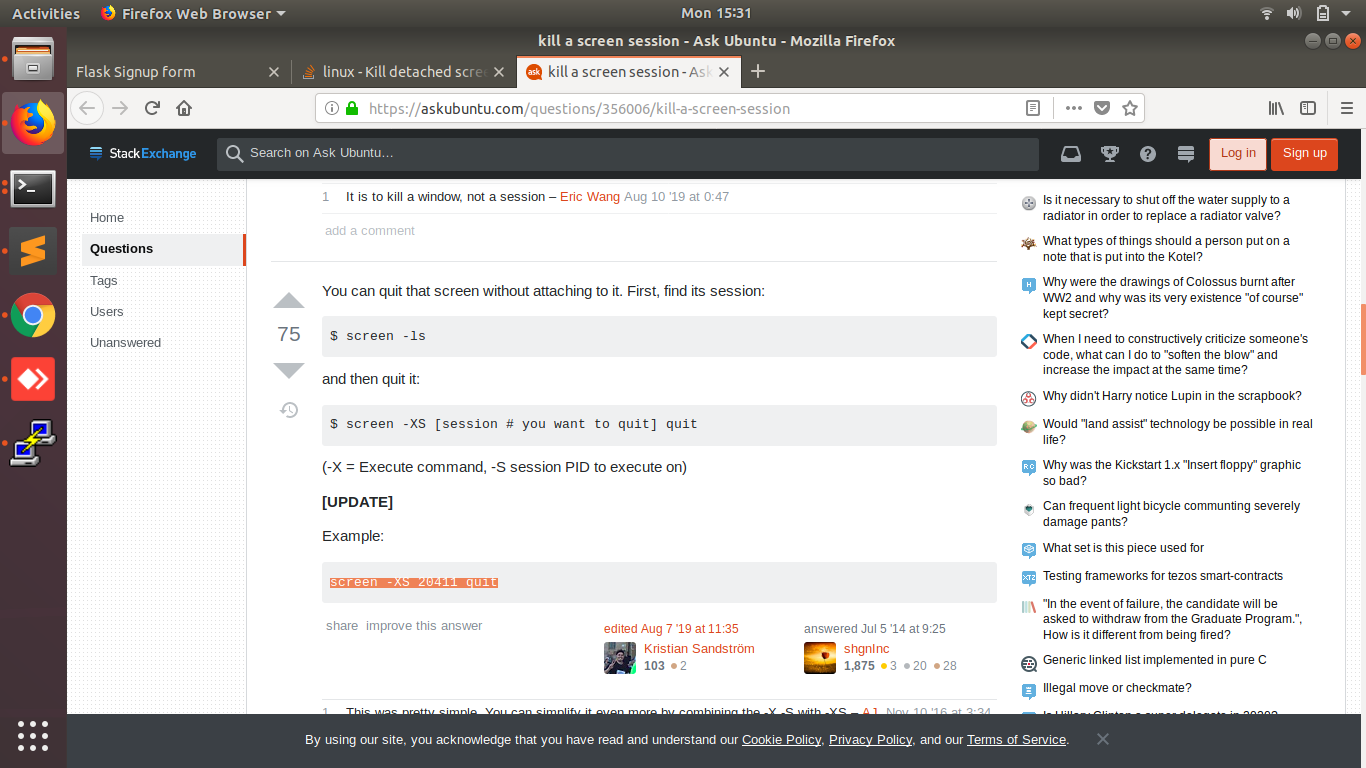 Activities
Firefox Web Browser
Mon 15:31
kill a screen session - Ask Ubuntu - Mozilla Firefox
Flask Signup form
linux - Kill detached scre
kill a screen session - As
https://askubuntu.com/questions/356006/kill-a-screen-session
StackExchange
Search on Ask Ubuntu…
Log in
Sign up
Home
Questions
Tags
Users
Unanswered
1 It is to kill a window, not a session – Eric Wang Aug 10 '19 at 0:47
add a comment
75
You can quit that screen without attaching to it. First, find its session:
$ screen -ls
and then quit it:
$ screen -XS [session # you want to quit] quit
(-X = Execute command, -S session PID to execute on)
[UPDATE]
Example:
screen -XS 20411 quit
share improve this answer
edited Aug 7 '19 at 11:35
Kristian Sandström
103 2
answered Jul 5 '14 at 9:25
shgnInc
1,875 3 20 28
1 This was pretty simple. You can simplify it even more by combining the -X -S with -XS – AJ. Nov 10 '16 at 3:34
Is it necessary to shut off the water supply to a
radiator in order to replace a radiator valve?
What types of things should a person put on a
note that is put into the Kotel?
Why were the drawings of Colossus burnt after
WW2 and why was its very existence "of course"
kept secret?
When I need to constructively criticize someone's
code, what can I do to "soften the blow" and
increase the impact at the same time?
Why didn't Harry notice Lupin in the scrapbook?
Would "land assist" technology be possible in real
life?
Why was the Kickstart 1.x "Insert floppy" graphic
so bad?
Can frequent light bicycle communting severely
damage pants?
What set is this piece used for
Testing frameworks for tezos smart-contracts
"In the event of failure, the candidate will be
asked to withdraw from the Graduate Program.",
How is it different from being fired?
Generic linked list implemented in pure C
Illegal move or checkmate?
Is Hillary Clinton a super delegate in 2020?
By using our site, you acknowledge that you have read and understand our Cookie Policy, Privacy Policy, and our Terms of Service.